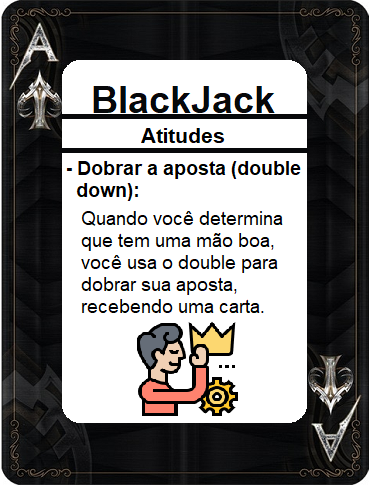 A
BlackJack
Atitudes
- Dobrar a aposta (double
down):
Quando você determina
que tem uma mão boa,
você usa o double para
dobrar sua aposta,
recebendo uma carta.
...
A